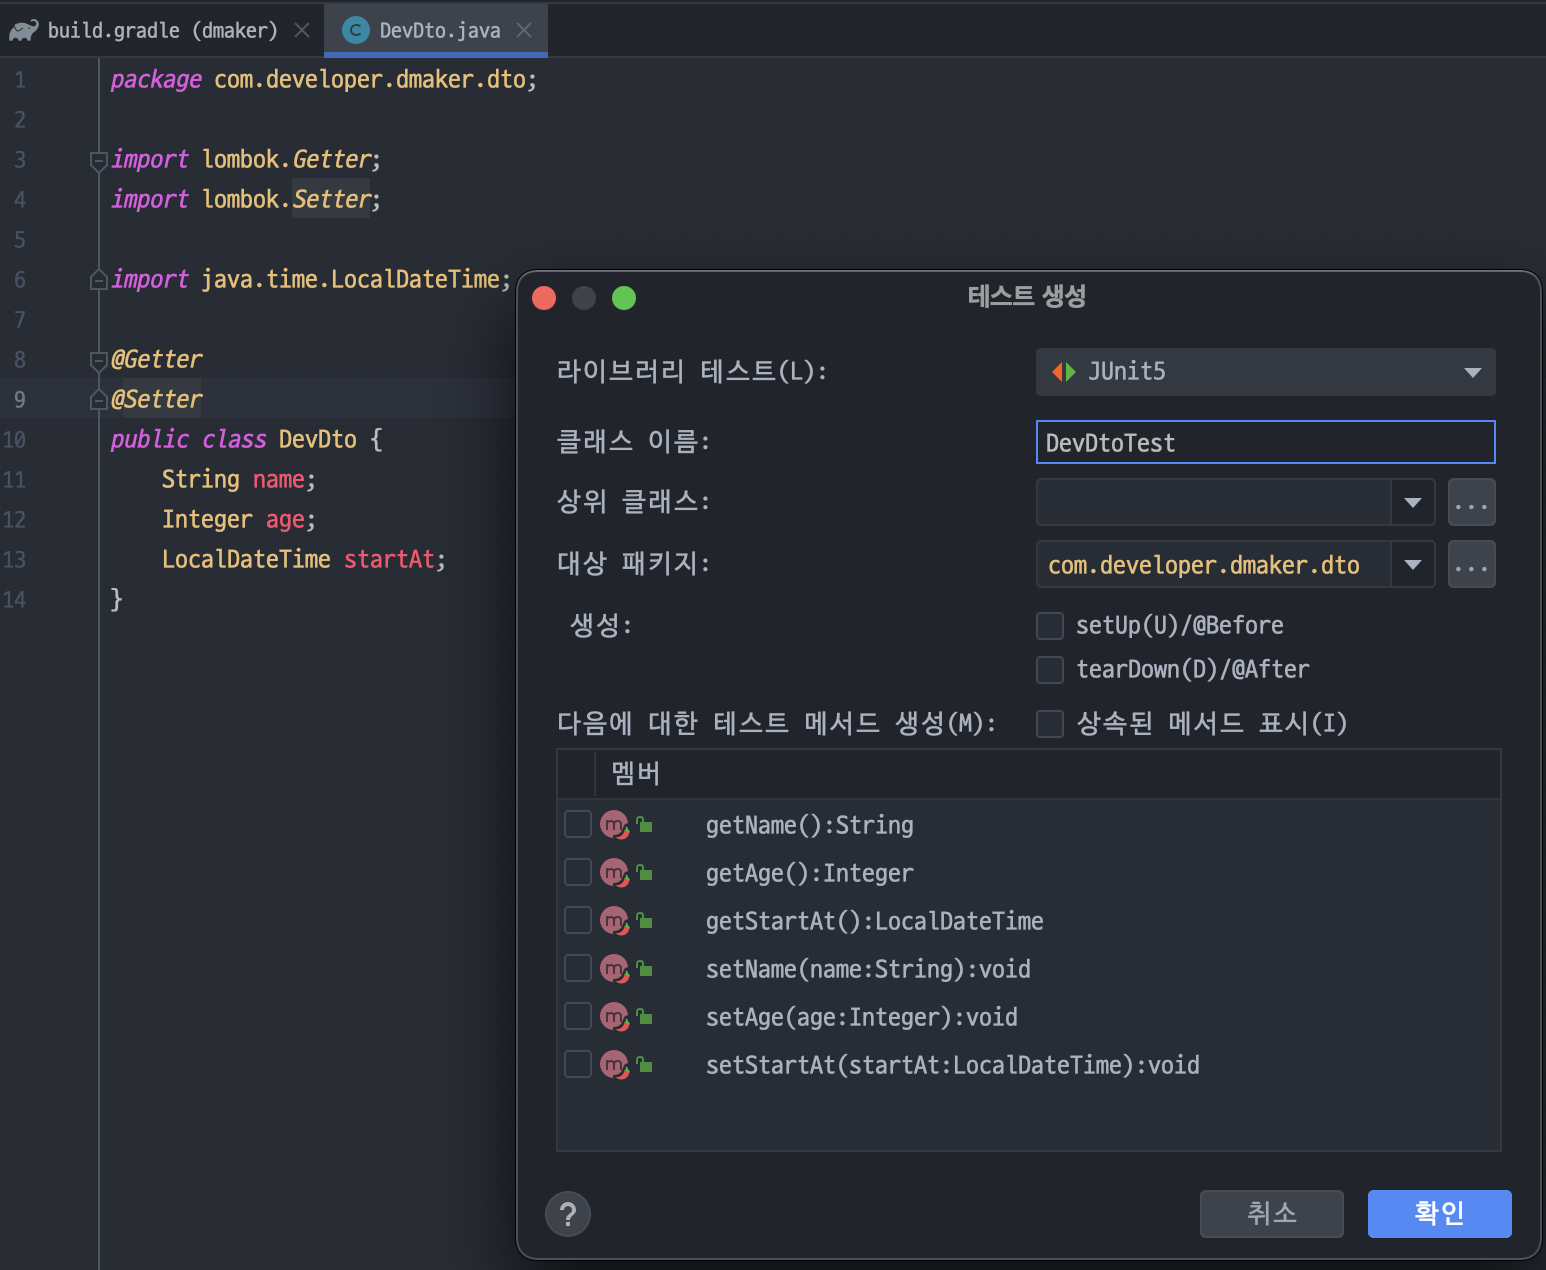 build.gradle (dmaker)
DevDto.java
1 package com.developer.dmaker.dto;
2
3 import lombok.Getter;
4 import lombok.Setter;
5
6 import java.time.LocalDateTime;
7
8 @Getter
9 @Setter
10 public class DevDto {
11 String name;
12 Integer age;
13 LocalDateTime startAt;
14 }
테스트 생성
라이브러리 테스트(L): JUnit5
클래스 이름: DevDtoTest
상위 클래스: ...
대상 패키지: com.developer.dmaker.dto ...
생성: setUp(U)/@Before
tearDown(D)/@After
다음에 대한 테스트 메서드 생성(M): 상속된 메서드 표시(I)
멤버
m getName():String
m getAge():Integer
m getStartAt():LocalDateTime
m setName(name:String):void
m setAge(age:Integer):void
m setStartAt(startAt:LocalDateTime):void
? 취소 확인